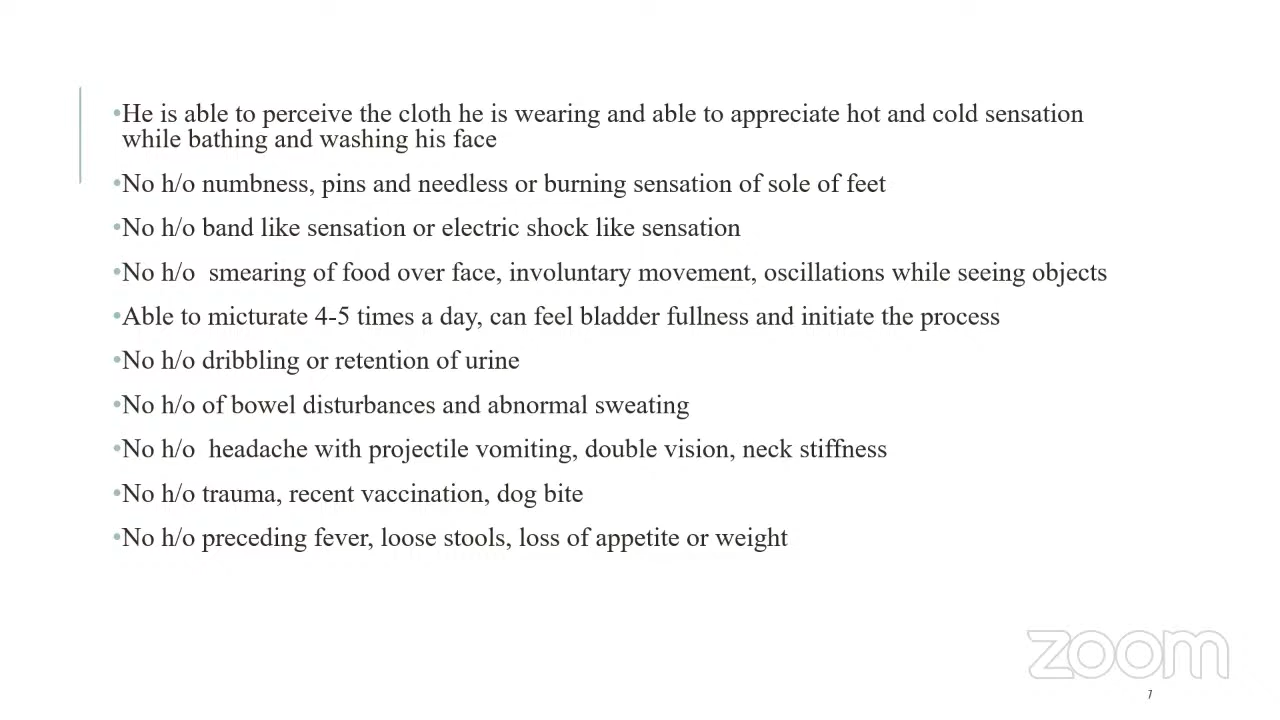 •He is able to perceive the cloth he is wearing and able to appreciate hot and cold sensation
while bathing and washing his face
•No h/o numbness, pins and needless or burning sensation of sole of feet
•No h/o band like sensation or electric shock like sensation
•No h/o  smearing of food over face, involuntary movement, oscillations while seeing objects
•Able to micturate 4-5 times a day, can feel bladder fullness and initiate the process
•No h/o dribbling or retention of urine
•No h/o of bowel disturbances and abnormal sweating
•No h/o  headache with projectile vomiting, double vision, neck stiffness
•No h/o trauma, recent vaccination, dog bite
•No h/o preceding fever, loose stools, loss of appetite or weight
zoom
7